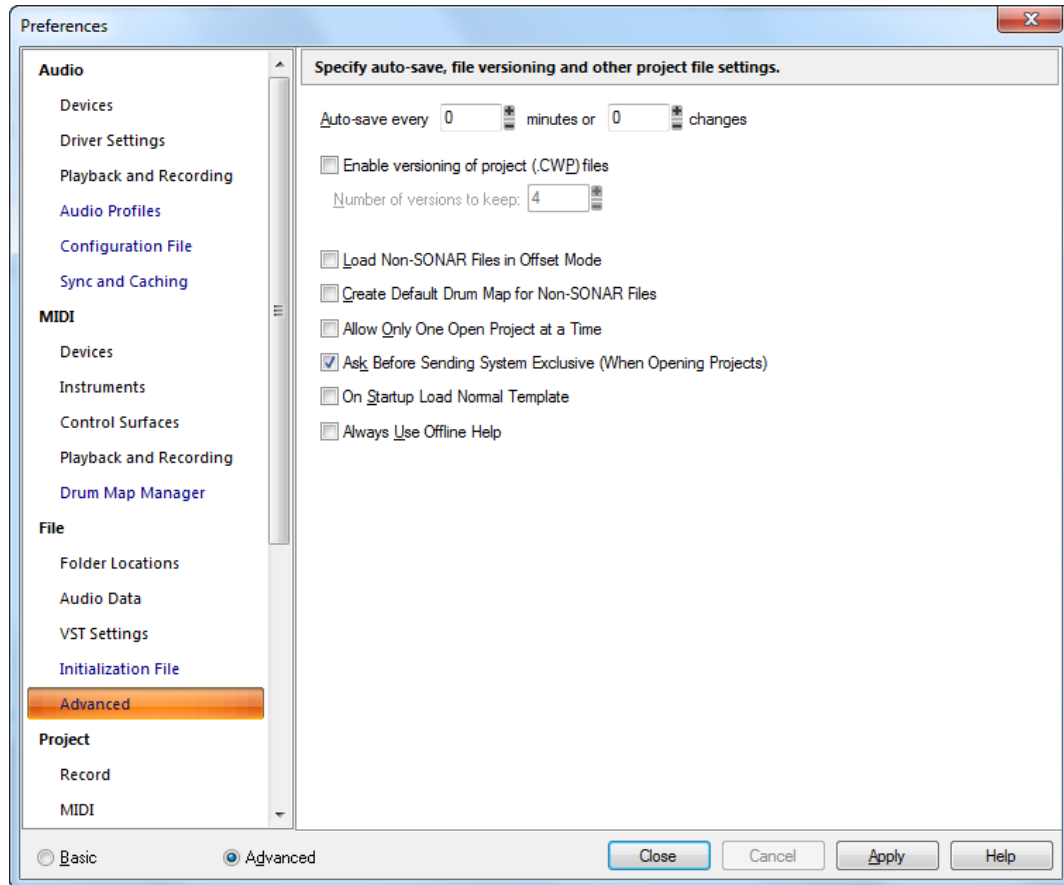 Preferences
Audio
Devices
Driver Settings
Playback and Recording
Audio Profiles
Configuration File
Sync and Caching
MIDI
Devices
Instruments
Control Surfaces
Playback and Recording
Drum Map Manager
File
Folder Locations
Audio Data
VST Settings
Initialization File
Advanced
Project
Record
MIDI
Specify auto-save, file versioning and other project file settings.
Auto-save every 0 minutes or 0 changes
Enable versioning of project (.CWP) files
Number of versions to keep: 4
Load Non-SONAR Files in Offset Mode
Create Default Drum Map for Non-SONAR Files
Allow Only One Open Project at a Time
Ask Before Sending System Exclusive (When Opening Projects)
On Startup Load Normal Template
Always Use Offline Help
Basic Advanced Close Cancel Apply Help